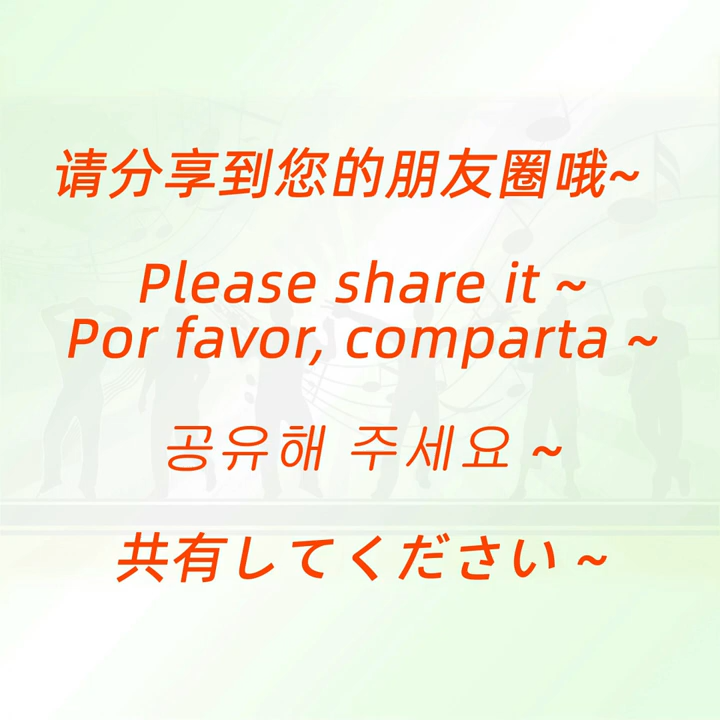 请分享到您的朋友圈哦~
Please share it ~
Por favor, comparta ~
공유해 주세요 ~
共有してください ~